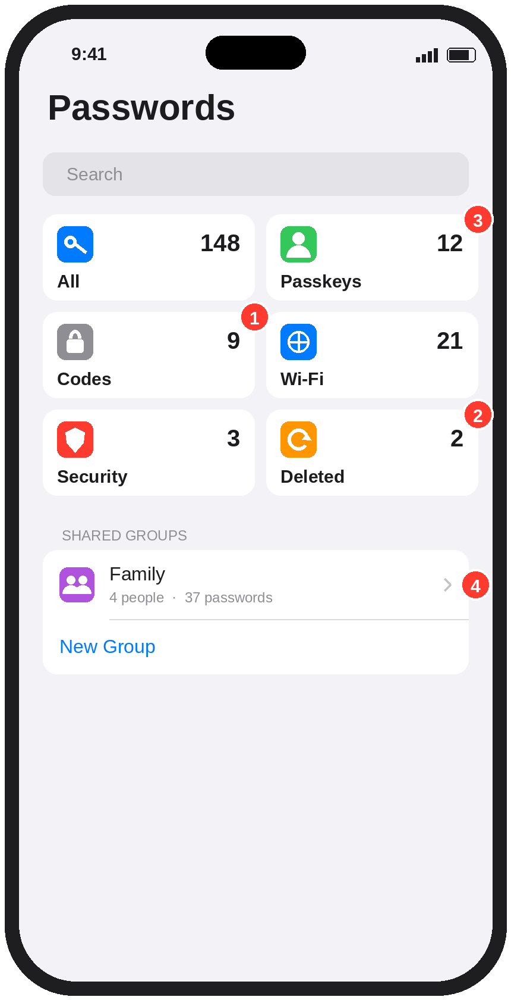 9:41
Passwords
Search
3
148
12
All
Passkeys
1
9
21
Codes
Wi-Fi
2
3
2
Security
Deleted
SHARED GROUPS
Family
4
4 people · 37 passwords
New Group